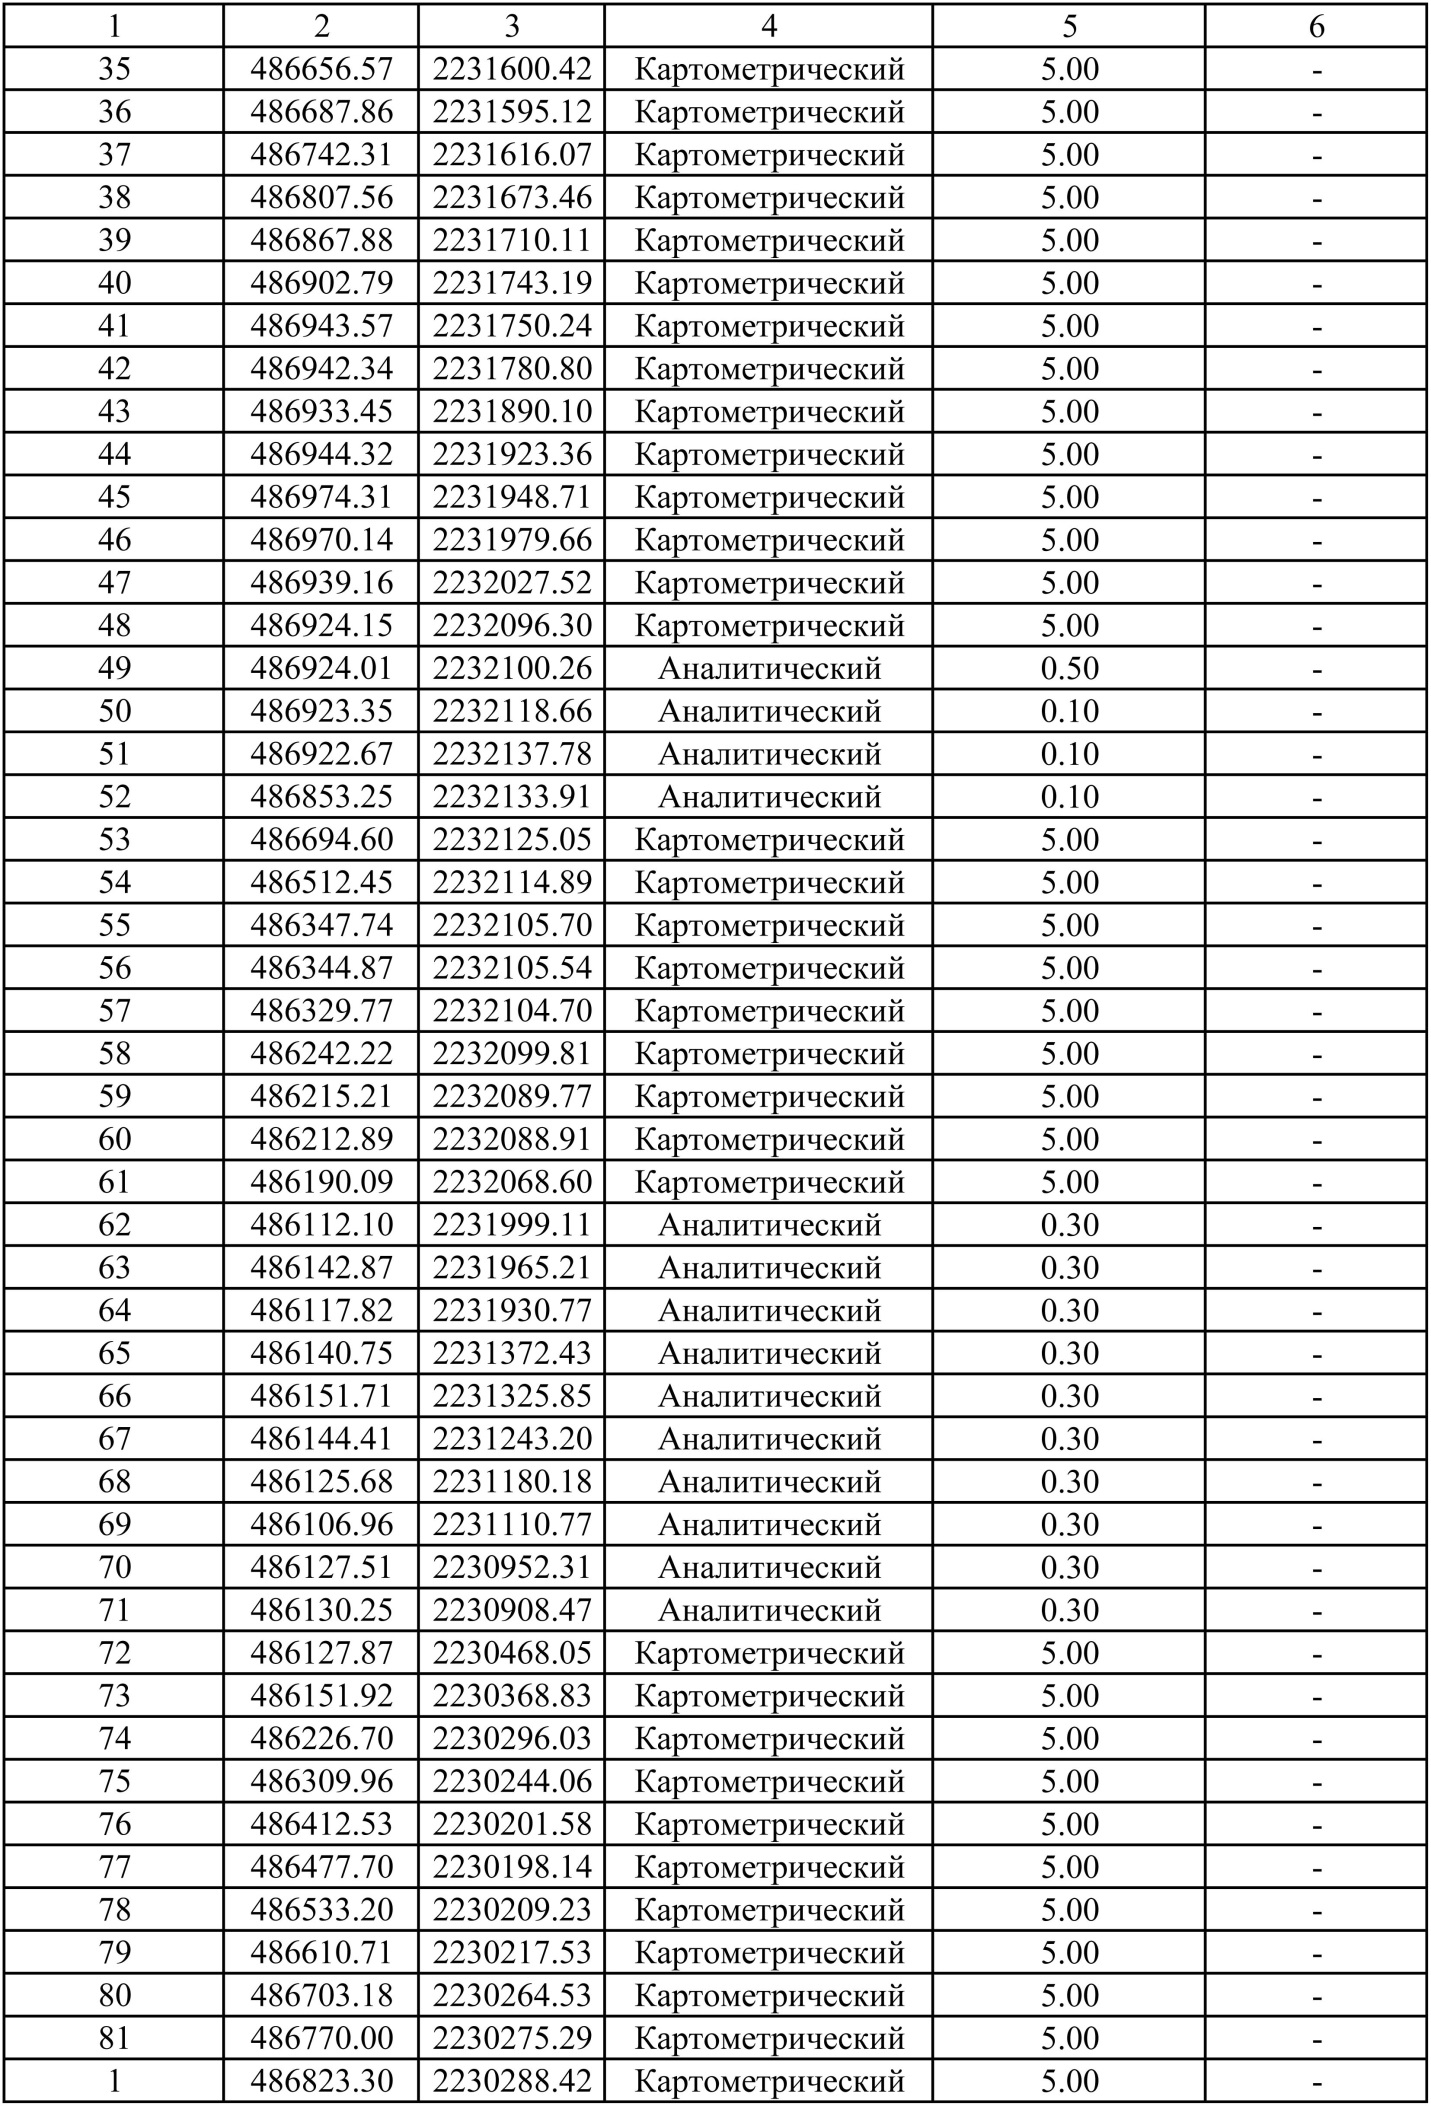 1 2 3 4 5 6
35 486656.57 2231600.42 Картометрический 5.00 -
36 486687.86 2231595.12 Картометрический 5.00 -
37 486742.31 2231616.07 Картометрический 5.00 -
38 486807.56 2231673.46 Картометрический 5.00 -
39 486867.88 2231710.11 Картометрический 5.00 -
40 486902.79 2231743.19 Картометрический 5.00 -
41 486943.57 2231750.24 Картометрический 5.00 -
42 486942.34 2231780.80 Картометрический 5.00 -
43 486933.45 2231890.10 Картометрический 5.00 -
44 486944.32 2231923.36 Картометрический 5.00 -
45 486974.31 2231948.71 Картометрический 5.00 -
46 486970.14 2231979.66 Картометрический 5.00 -
47 486939.16 2232027.52 Картометрический 5.00 -
48 486924.15 2232096.30 Картометрический 5.00 -
49 486924.01 2232100.26 Аналитический 0.50 -
50 486923.35 2232118.66 Аналитический 0.10 -
51 486922.67 2232137.78 Аналитический 0.10 -
52 486853.25 2232133.91 Аналитический 0.10 -
53 486694.60 2232125.05 Картометрический 5.00 -
54 486512.45 2232114.89 Картометрический 5.00 -
55 486347.74 2232105.70 Картометрический 5.00 -
56 486344.87 2232105.54 Картометрический 5.00 -
57 486329.77 2232104.70 Картометрический 5.00 -
58 486242.22 2232099.81 Картометрический 5.00 -
59 486215.21 2232089.77 Картометрический 5.00 -
60 486212.89 2232088.91 Картометрический 5.00 -
61 486190.09 2232068.60 Картометрический 5.00 -
62 486112.10 2231999.11 Аналитический 0.30 -
63 486142.87 2231965.21 Аналитический 0.30 -
64 486117.82 2231930.77 Аналитический 0.30 -
65 486140.75 2231372.43 Аналитический 0.30 -
66 486151.71 2231325.85 Аналитический 0.30 -
67 486144.41 2231243.20 Аналитический 0.30 -
68 486125.68 2231180.18 Аналитический 0.30 -
69 486106.96 2231110.77 Аналитический 0.30 -
70 486127.51 2230952.31 Аналитический 0.30 -
71 486130.25 2230908.47 Аналитический 0.30 -
72 486127.87 2230468.05 Картометрический 5.00 -
73 486151.92 2230368.83 Картометрический 5.00 -
74 486226.70 2230296.03 Картометрический 5.00 -
75 486309.96 2230244.06 Картометрический 5.00 -
76 486412.53 2230201.58 Картометрический 5.00 -
77 486477.70 2230198.14 Картометрический 5.00 -
78 486533.20 2230209.23 Картометрический 5.00 -
79 486610.71 2230217.53 Картометрический 5.00 -
80 486703.18 2230264.53 Картометрический 5.00 -
81 486770.00 2230275.29 Картометрический 5.00 -
1 486823.30 2230288.42 Картометрический 5.00 -